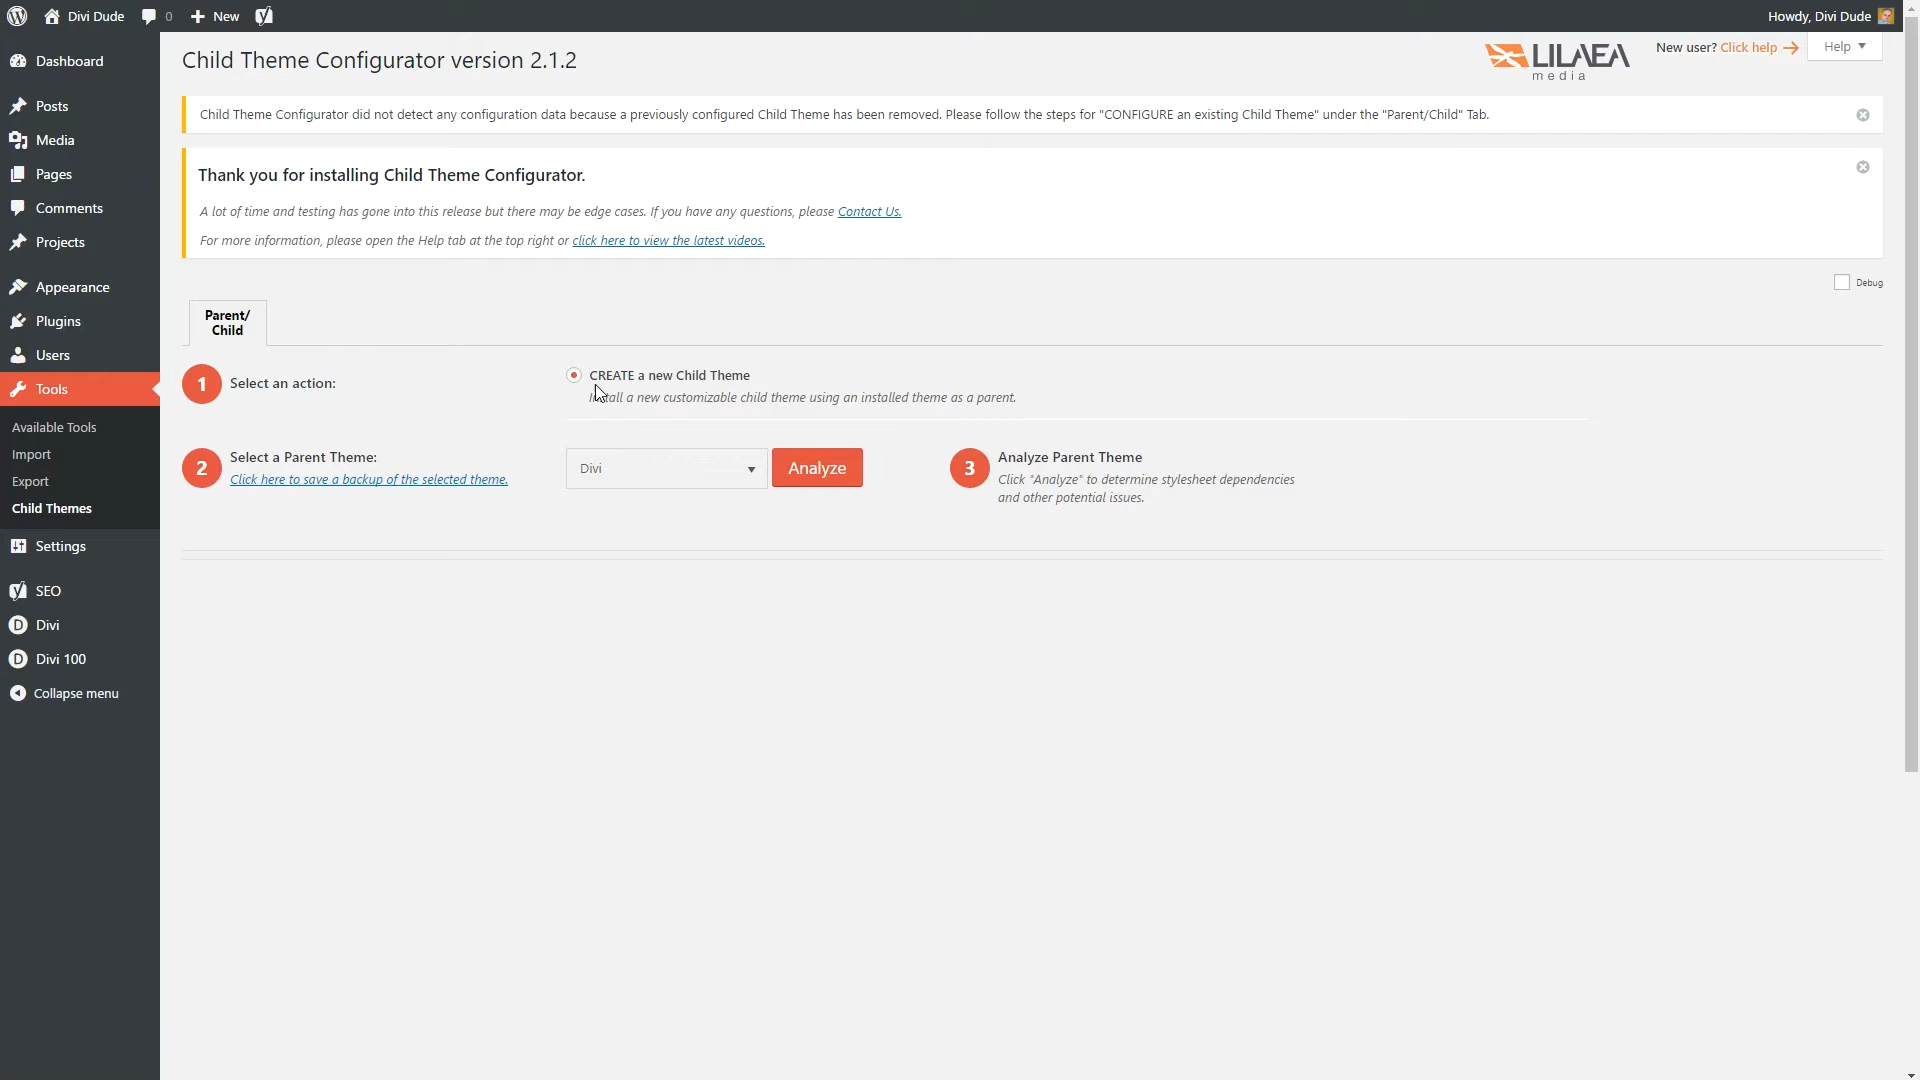 Divi Dude
0
New
Howdy, Divi Dude
Dashboard
Posts
Media
Pages
Comments
Projects
Appearance
Plugins
Users
Tools
Available Tools
Import
Export
Child Themes
Settings
SEO
Divi
Divi 100
Collapse menu
Child Theme Configurator version 2.1.2
LILAEA
media
New user? Click help
Help
Child Theme Configurator did not detect any configuration data because a previously configured Child Theme has been removed. Please follow the steps for "CONFIGURE an existing Child Theme" under the "Parent/Child" Tab.
Thank you for installing Child Theme Configurator.
A lot of time and testing has gone into this release but there may be edge cases. If you have any questions, please Contact Us.
For more information, please open the Help tab at the top right or click here to view the latest videos.
Debug
Parent/
Child
1 Select an action:
CREATE a new Child Theme
Install a new customizable child theme using an installed theme as a parent.
2 Select a Parent Theme:
Click here to save a backup of the selected theme.
Divi
Analyze
3 Analyze Parent Theme
Click "Analyze" to determine stylesheet dependencies
and other potential issues.